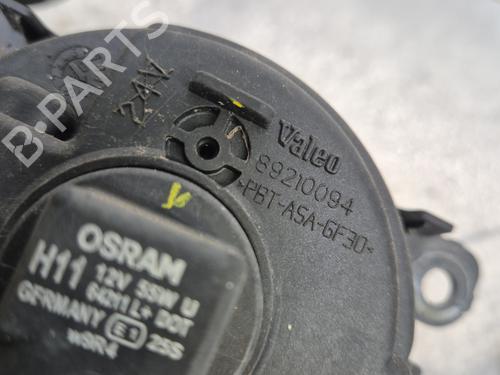 B-PARTS
24V
Valeo
89210094
>PBT-ASA-GF30<
OSRAM
H11 12V 55W U
64211 L+ DOT
GERMANY E1 2SS